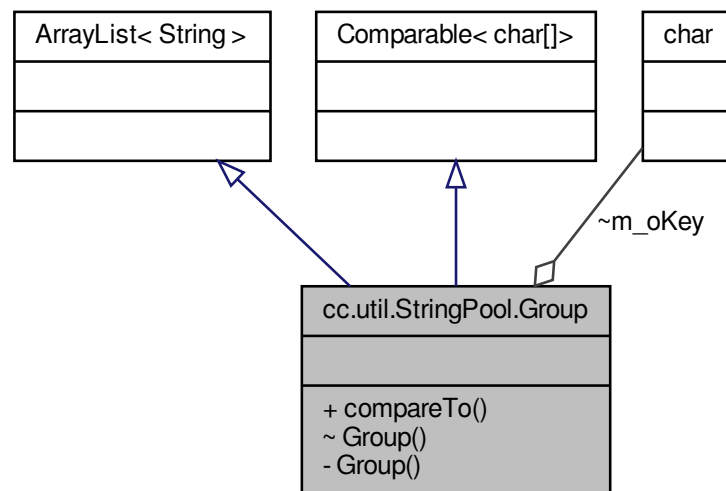 ArrayList< String >
Comparable< char[]>
char
~m_oKey
cc.util.StringPool.Group
+ compareTo()
~ Group()
- Group()